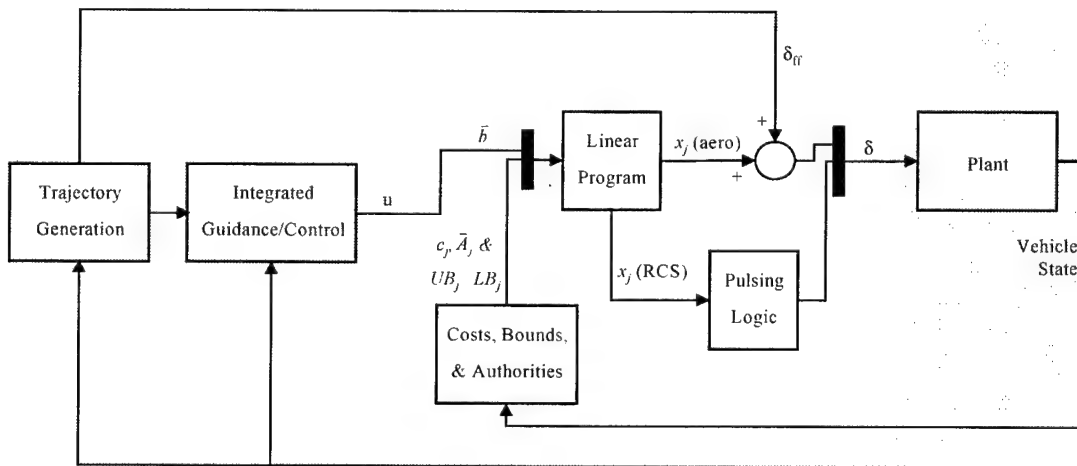 δff
b̄
Linear
Program
xj (aero)
+
+
δ
Plant
Trajectory
Generation
Integrated
Guidance/Control
u
cj, Āj &
UBj LBj
xj (RCS)
Pulsing
Logic
Vehicle
State
Costs, Bounds,
& Authorities